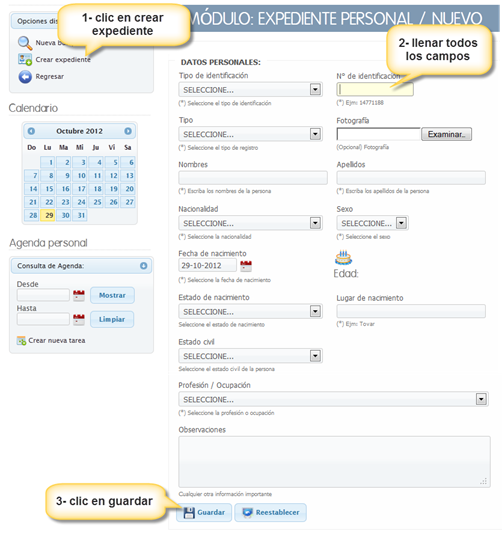 MÓDULO: EXPEDIENTE PERSONAL / NUEVO
1- clic en crear
expediente
2- llenar todos
los campos
Opciones
Nueva
Crear expediente
Regresar
Calendario
Octubre 2012
Do Lu Ma Mi Ju Vi Sa
1 2 3 4 5 6
7 8 9 10 11 12 13
14 15 16 17 18 19 20
21 22 23 24 25 26 27
28 29 30 31
Agenda personal
Consulta de Agenda:
Desde
Mostrar
Hasta
Limpiar
Crear nueva tarea
DATOS PERSONALES:
Tipo de identificación
N° de identificación
SELECCIONE...
(*) Seleccione el tipo de identificación
(*) Ejm: 14771188
Tipo
Fotografía
SELECCIONE...
Examinar..
(*) Seleccione el tipo de registro
(Opcional) Fotografía
Nombres
Apellidos
(*) Escriba los nombres de la persona
(*) Escriba los apellidos de la persona
Nacionalidad
Sexo
SELECCIONE...
SELECCIONE...
(*) Seleccione la nacionalidad
(*) Seleccione el sexo
Fecha de nacimiento
29-10-2012
Edad:
(*) Seleccione la fecha de nacimiento
Estado de nacimiento
Lugar de nacimiento
SELECCIONE...
Seleccione el estado de nacimiento
(*) Ejm: Tovar
Estado civil
SELECCIONE...
Seleccione el estado civil de la persona
Profesión / Ocupación
SELECCIONE...
(*) Seleccione la profesión o ocupación
Observaciones
Cualquier otra información importante
3- clic en guardar
Guardar
Reestablecer